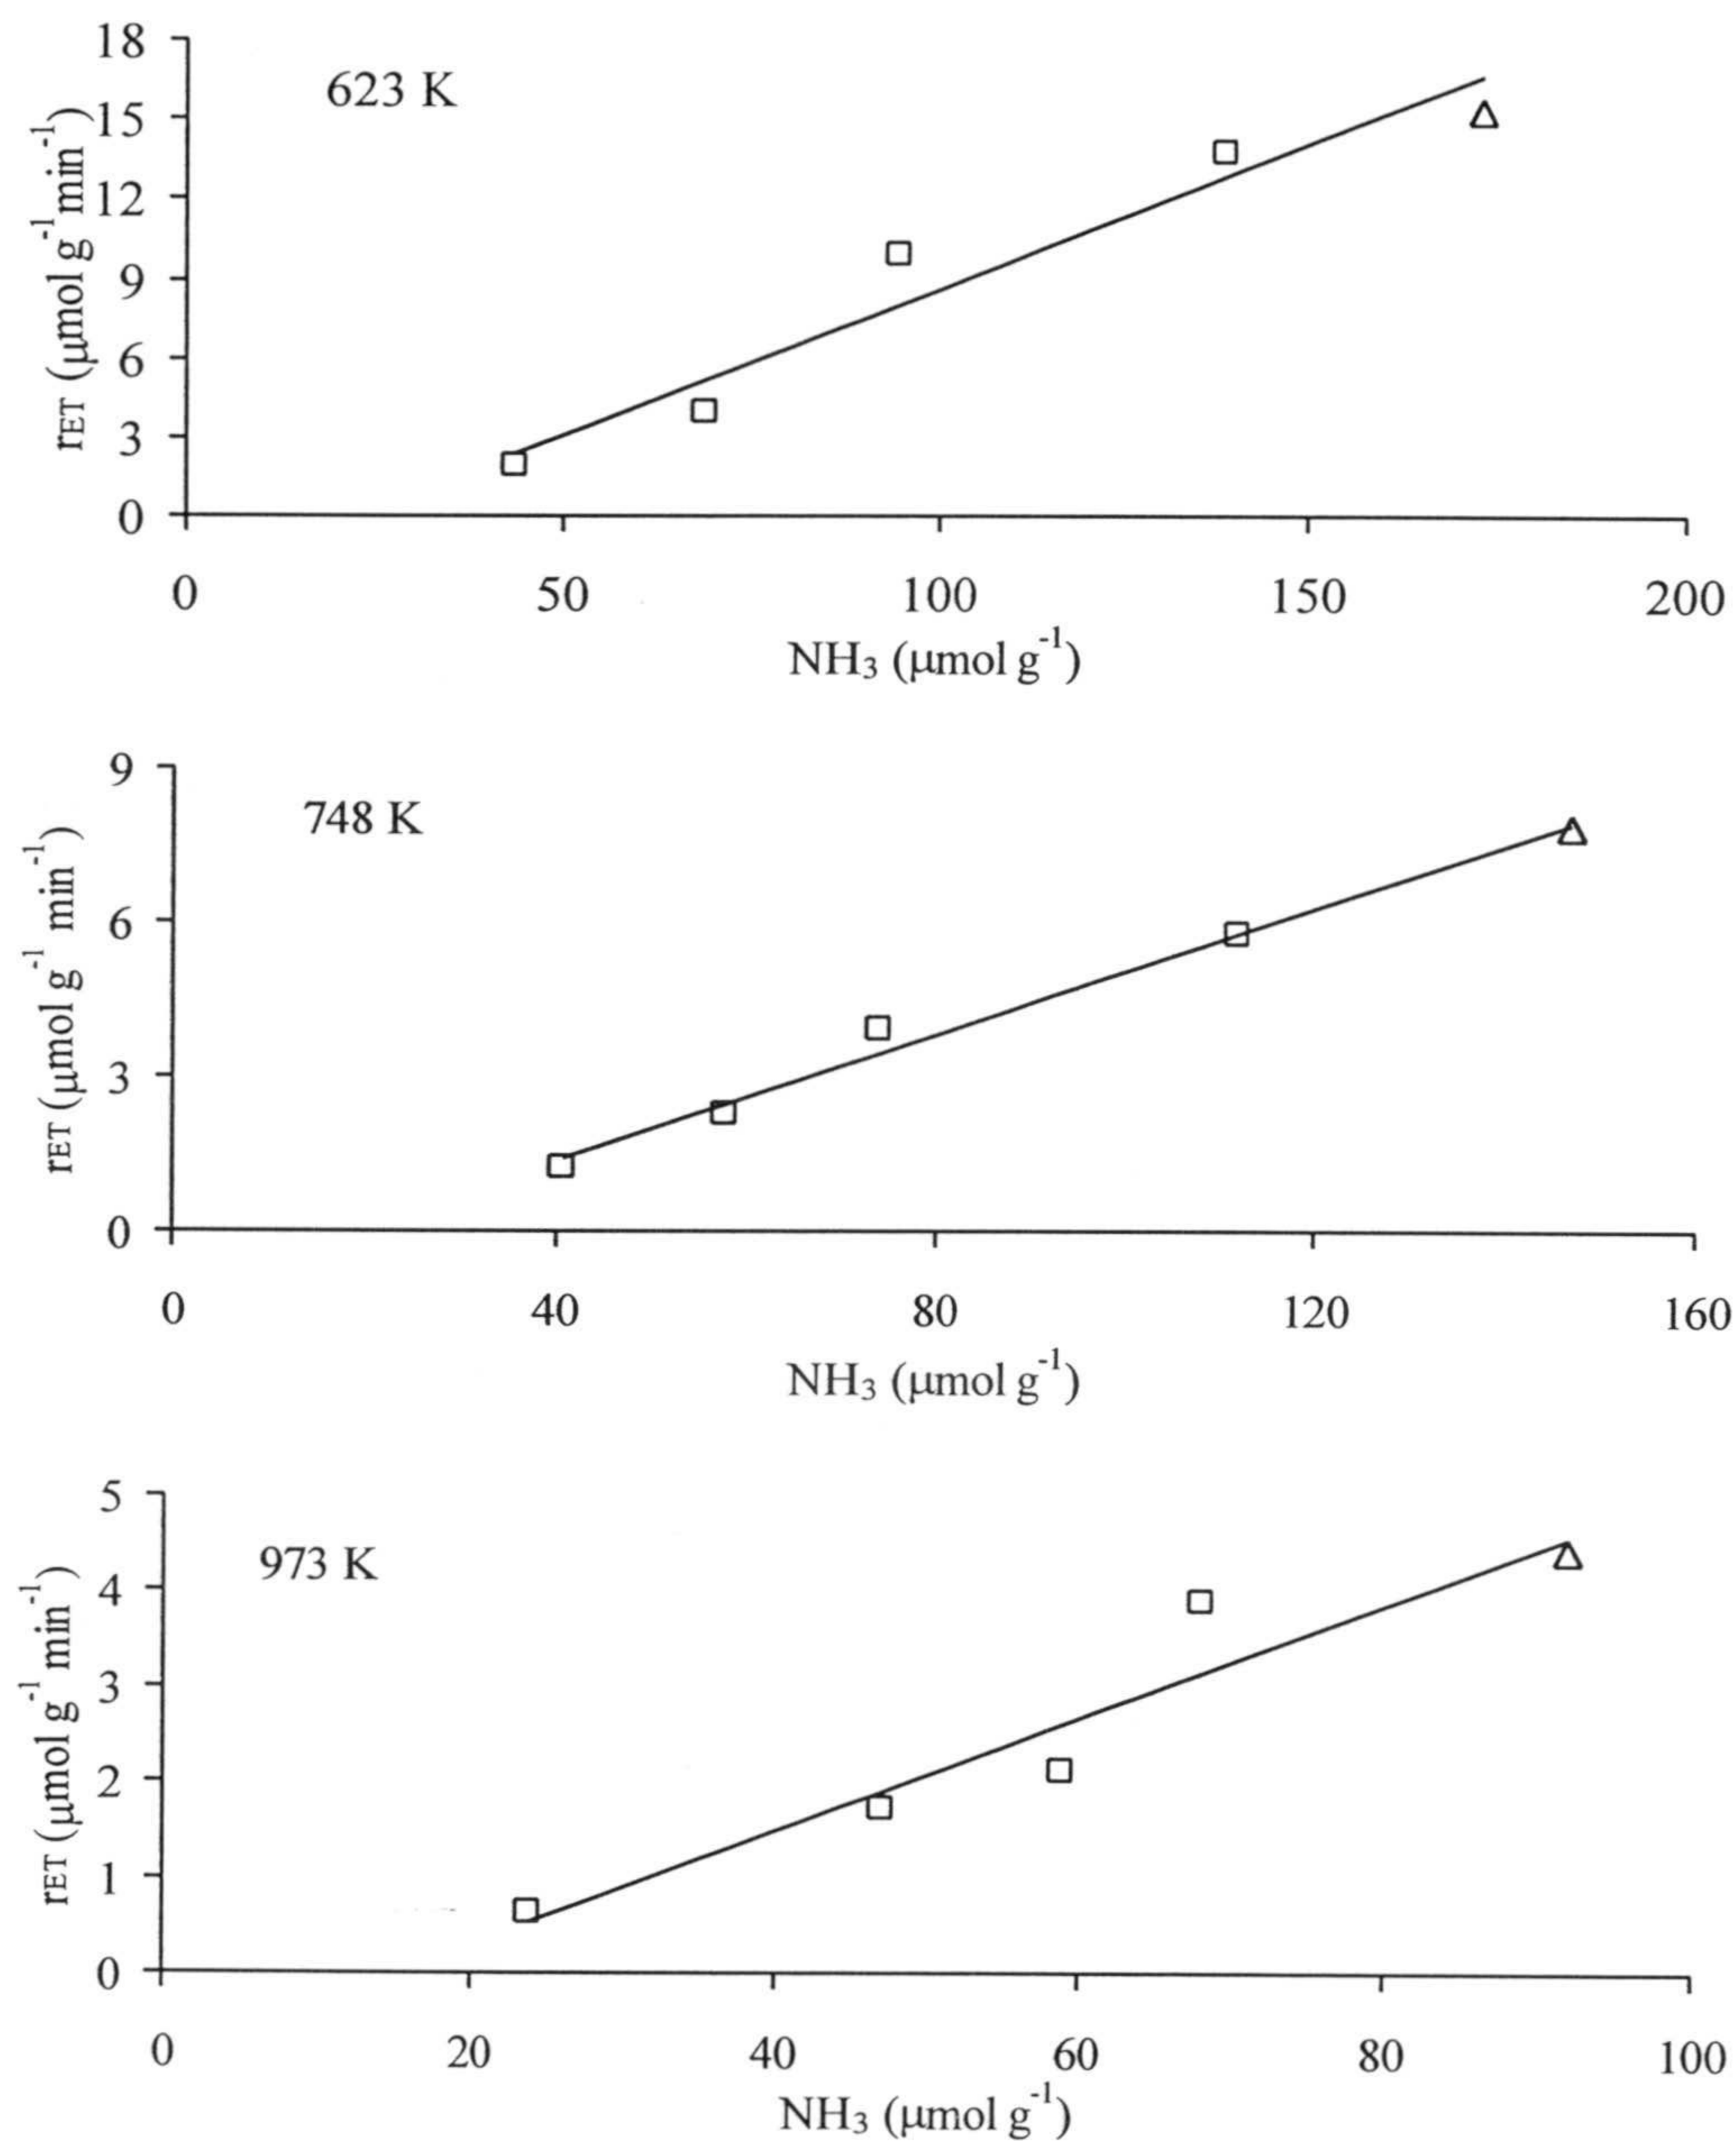 18
623 K
15
12
9
6
3
0
rET (µmol g-1 min-1)
0 50 100 150 200
NH3 (µmol g-1)
9
748 K
6
3
0
rET (µmol g-1 min-1)
0 40 80 120 160
NH3 (µmol g-1)
5
973 K
4
3
2
1
0
rET (µmol g-1 min-1)
0 20 40 60 80 100
NH3 (µmol g-1)